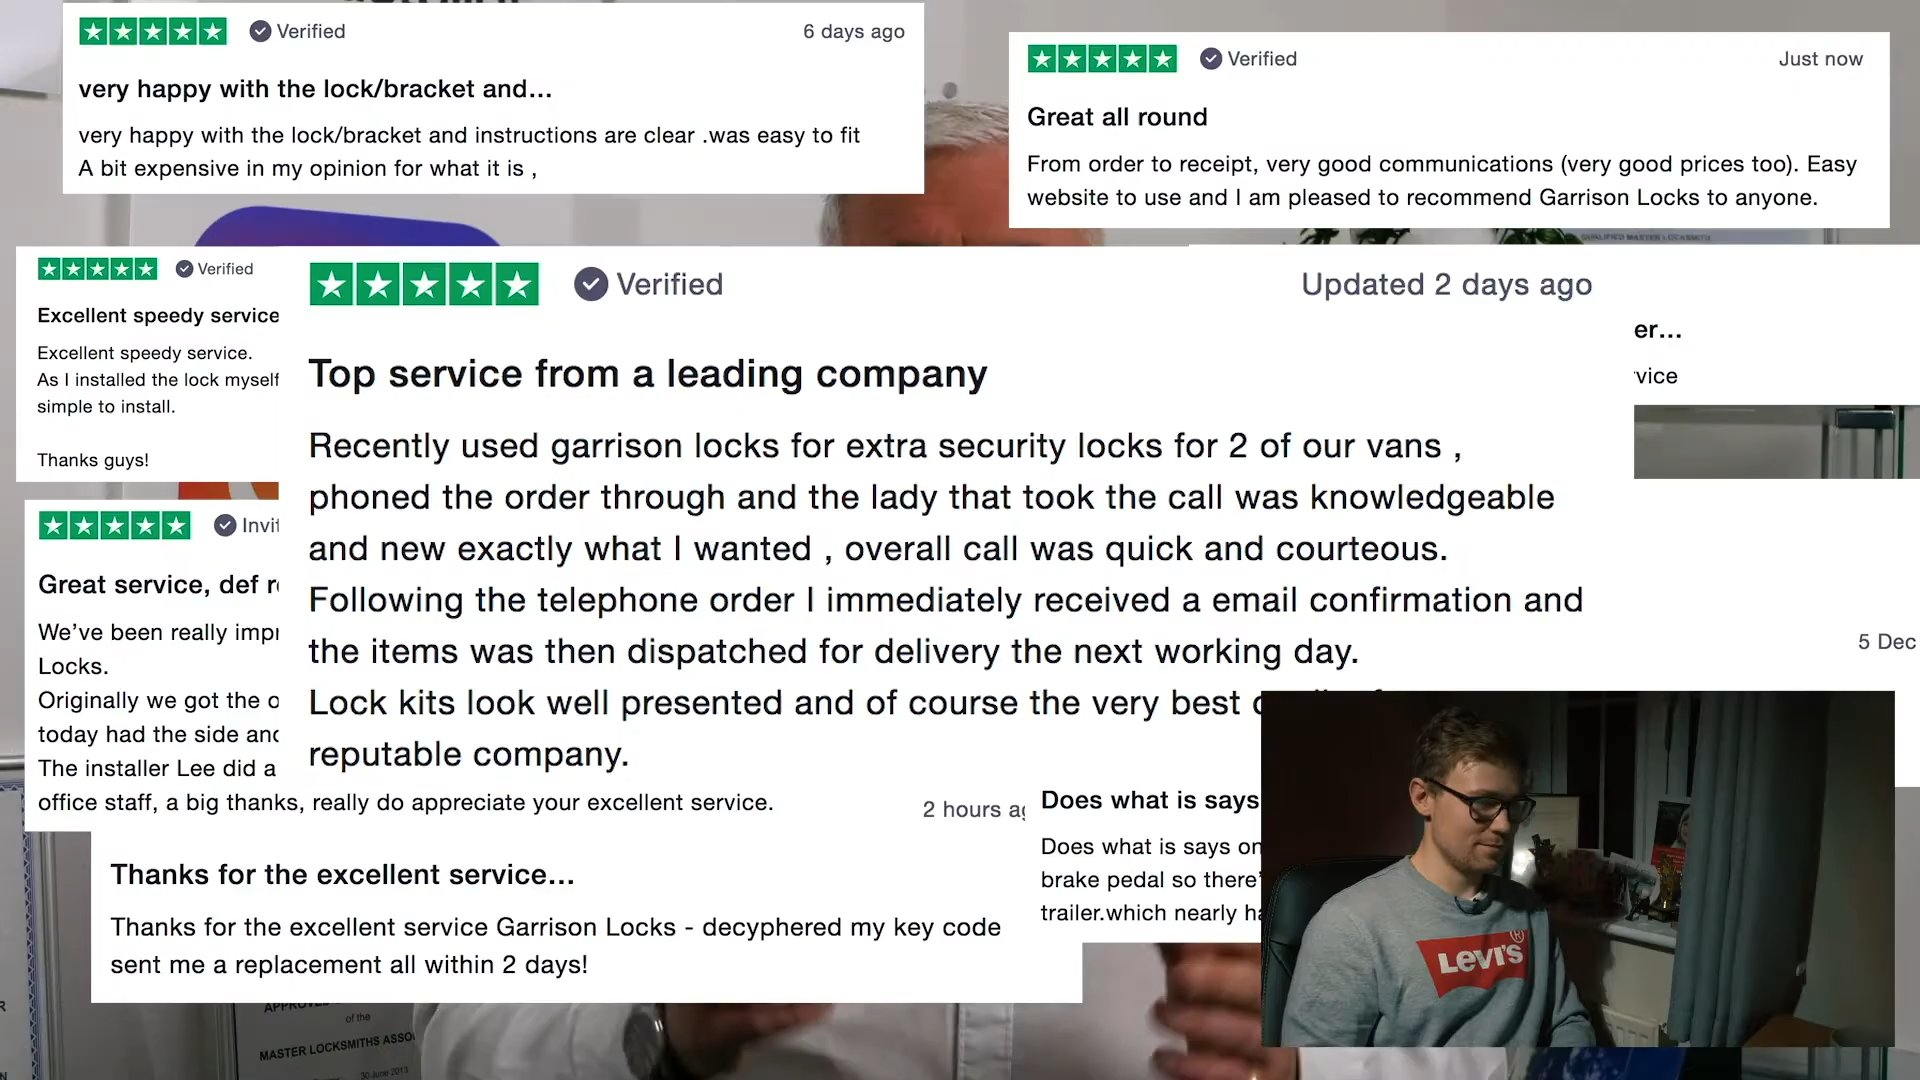 Verified
6 days ago
very happy with the lock/bracket and...
very happy with the lock/bracket and instructions are clear .was easy to fit
A bit expensive in my opinion for what it is ,
Verified
Just now
Great all round
From order to receipt, very good communications (very good prices too). Easy
website to use and I am pleased to recommend Garrison Locks to anyone.
QUALIFIED MASTER LOCKSMITH
Verified
Excellent speedy service
Excellent speedy service.
As I installed the lock myself
simple to install.
Thanks guys!
Verified
Updated 2 days ago
Top service from a leading company
Recently used garrison locks for extra security locks for 2 of our vans ,
phoned the order through and the lady that took the call was knowledgeable
and new exactly what I wanted , overall call was quick and courteous.
Following the telephone order I immediately received a email confirmation and
the items was then dispatched for delivery the next working day.
Lock kits look well presented and of course the very best
reputable company.
er...
vice
5 Dec
Great service, def
We've been really
Locks.
Originally we got the
today had the side
The installer Lee did a
office staff, a big thanks, really do appreciate your excellent service.
2 hours
Thanks for the excellent service...
Thanks for the excellent service Garrison Locks - decyphered my key code
sent me a replacement all within 2 days!
Does what is says
Does what is says on
brake pedal so there'
trailer.which nearly
Levi's ®
APPROVED
of the
MASTER LOCKSMITHS
30 June 2013